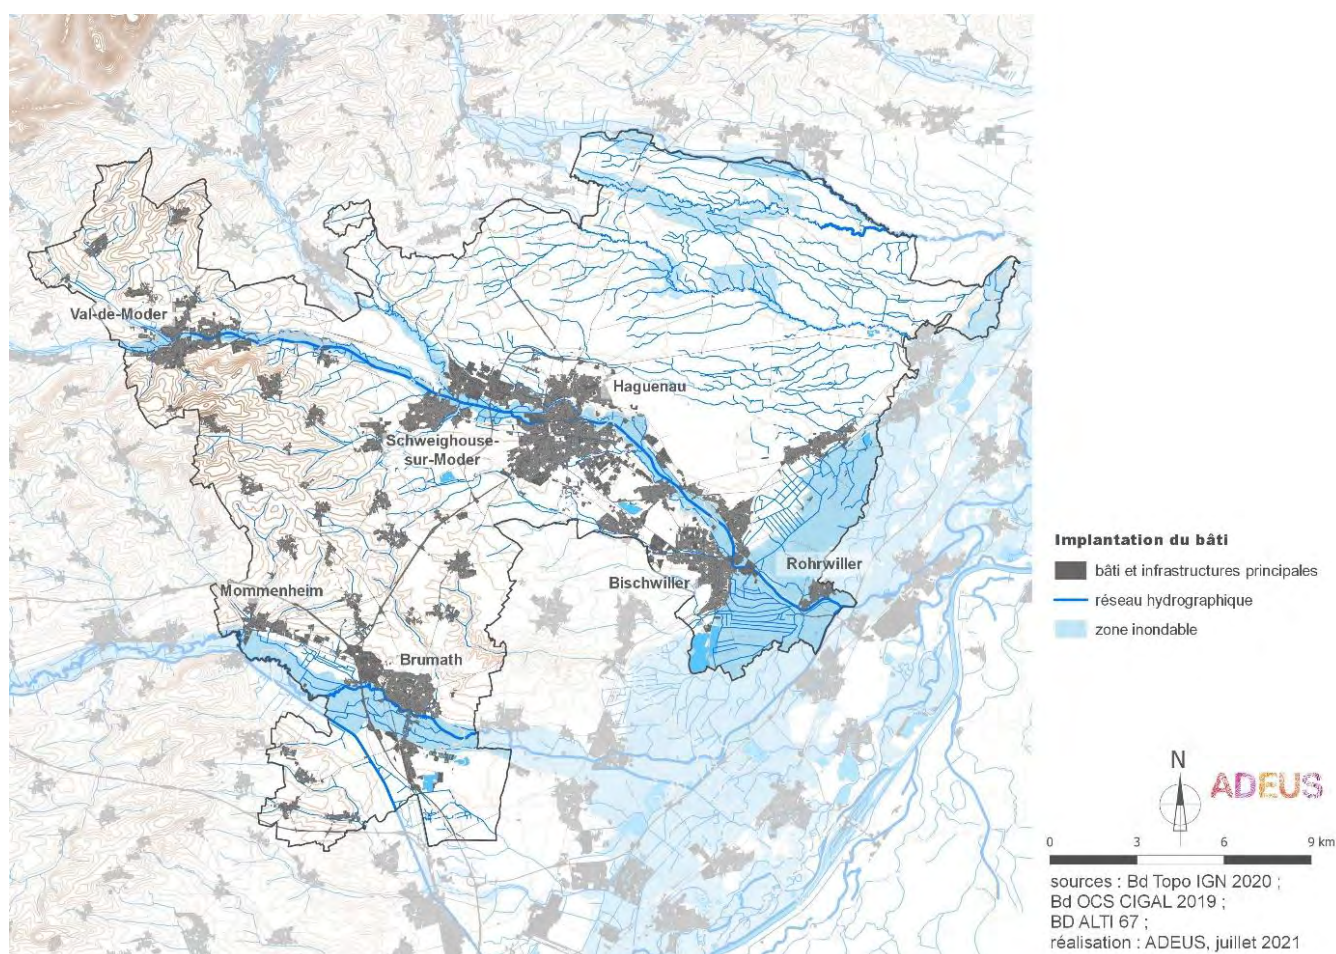 Val-de-Moder
Haguenau
Schweighouse-
sur-Moder
Bischwiller
Rohrwiller
Mommenheim
Brumath
Implantation du bâti
bâti et infrastructures principales
réseau hydrographique
zone inondable
N
ADEUS
0 3 6 9 km
sources : Bd Topo IGN 2020 ;
Bd OCS CIGAL 2019 ;
BD ALTI 67 ;
réalisation : ADEUS, juillet 2021